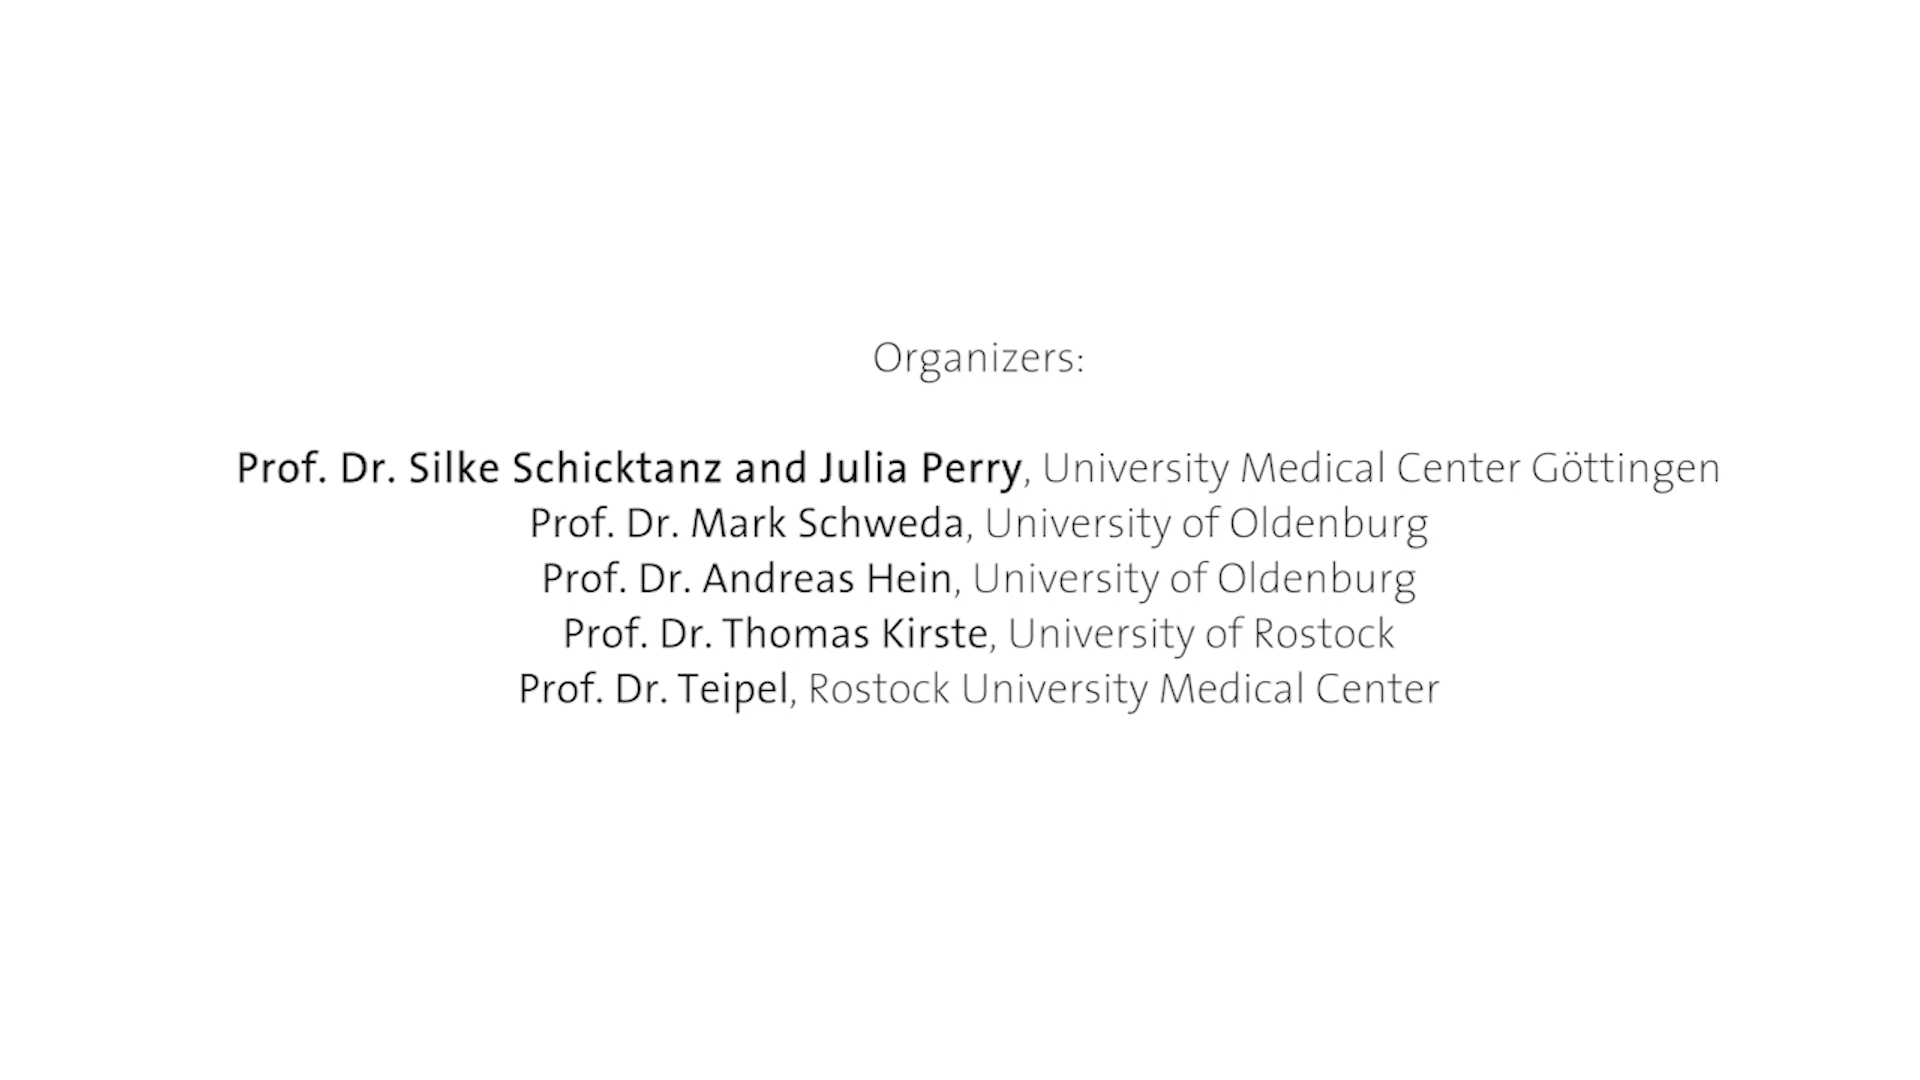 Organizers:
Prof. Dr. Silke Schicktanz and Julia Perry, University Medical Center Göttingen
Prof. Dr. Mark Schweda, University of Oldenburg
Prof. Dr. Andreas Hein, University of Oldenburg
Prof. Dr. Thomas Kirste, University of Rostock
Prof. Dr. Teipel, Rostock University Medical Center